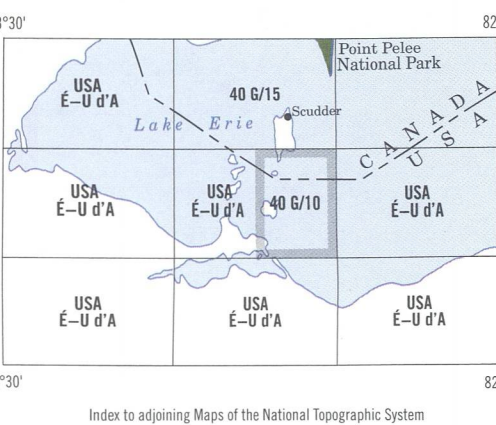 3°30'
82
Point Pelee
National Park
USA
É–U d'A
40 G/15
Scudder
Lake Erie
CANADA
USA
USA
É–U d'A
USA
É–U d'A
40 G/10
USA
É–U d'A
USA
É–U d'A
USA
É–U d'A
USA
É–U d'A
°30'
82
Index to adjoining Maps of the National Topographic System